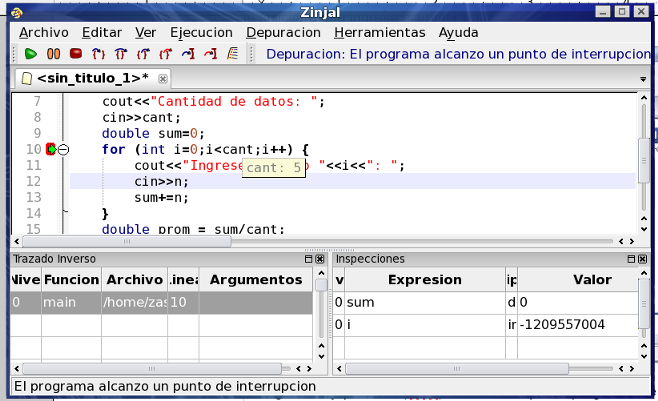 ZinjaI
Archivo Editar Ver Ejecucion Depuracion Herramientas Ayuda
Depuracion: El programa alcanzo un punto de interrupcion
<sin_titulo_1>*
7 cout<<"Cantidad de datos: ";
8 cin>>cant;
9 double sum=0;
10 for (int i=0;i<cant;i++) {
11 cout<<"Ingrese o "<<i<<": ";
cant: 5
12 cin>>n;
13 sum+=n;
14 }
15 double prom = sum/cant;
Trazado Inverso
Nive Funcion Archivo Linea Argumentos
0 main /home/zas 10
Inspecciones
v Expresion ip Valor
0 sum d 0
0 i in -1209557004
El programa alcanzo un punto de interrupcion